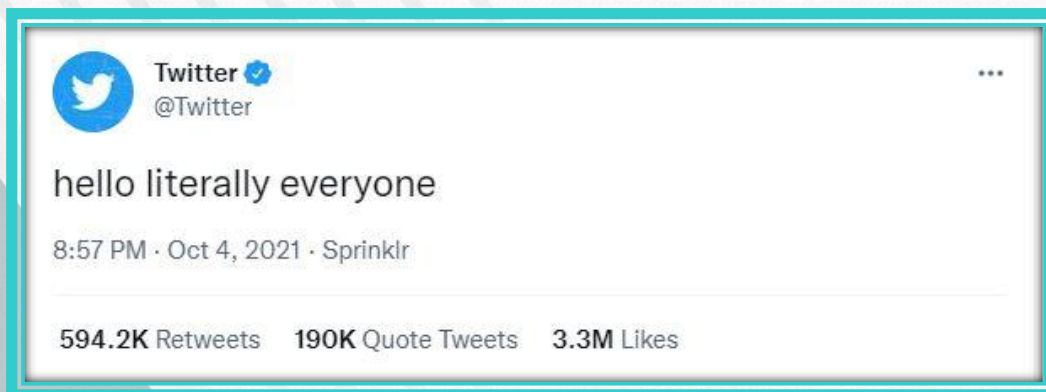 Twitter
@Twitter
hello literally everyone
8:57 PM · Oct 4, 2021 · Sprinklr
594.2K Retweets 190K Quote Tweets 3.3M Likes